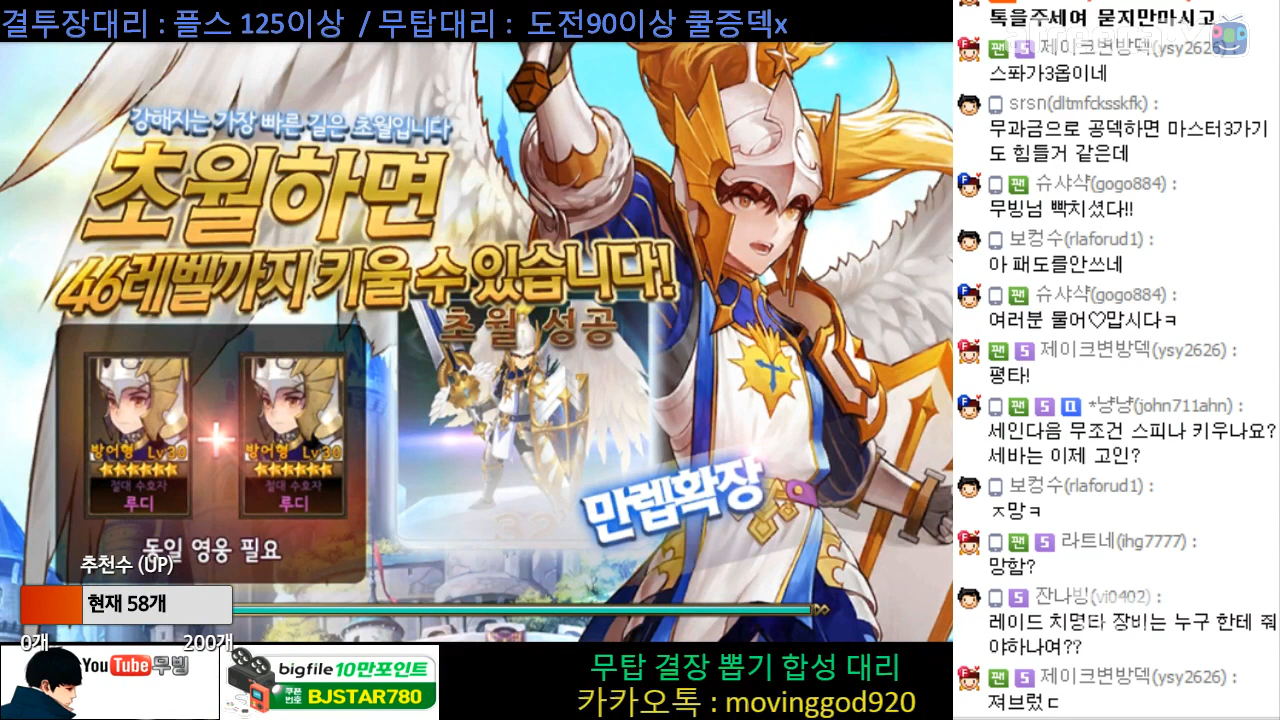 결투장대리 : 플스 125이상 / 무탑대리 : 도전90이상 쿨증덱x
강해지는 가장 빠른 길은 초월입니다
초월하면
46레벨까지 키울 수 있습니다!
초월 성공
방어형 Lv30
절대 수호자
루디
방어형 Lv30
절대 수호자
루디
동일 영웅 필요
만렙확장
추천수 (UP)
현재 58개
0개
200개
YouTube무빙
bigfile 10만포인트
쿠폰번호 BJSTAR780
무탑 결장 뽑기 합성 대리
카카오톡 : movinggod920
톡을주세여 묻지만마시고
팬 S 제이크변방덱(ysy2626) :
스퐈가3옵이네
srsn(dltmfcksskfk) :
무과금으로 공덱하면 마스터3가기
도 힘들거 같은데
팬 슈샤샥(gogo884) :
무빙님 빡치셨다!!
보컹수(rlaforud1) :
아 패도를안쓰네
팬 슈샤샥(gogo884) :
여러분 물어♡맙시다ㅋ
팬 S 제이크변방덱(ysy2626) :
평타!
팬 S *냥냥(john711ahn) :
세인다음 무조건 스피나 키우나요?
세바는 이제 고인?
보컹수(rlaforud1) :
ㅈ망ㅋ
팬 S 라트네(ihg7777) :
망함?
S 잔나빙(vi0402) :
레이드 치명타 장비는 누구 한테 줘
야하나여??
팬 S 제이크변방덱(ysy2626) :
져브렀ㄷ